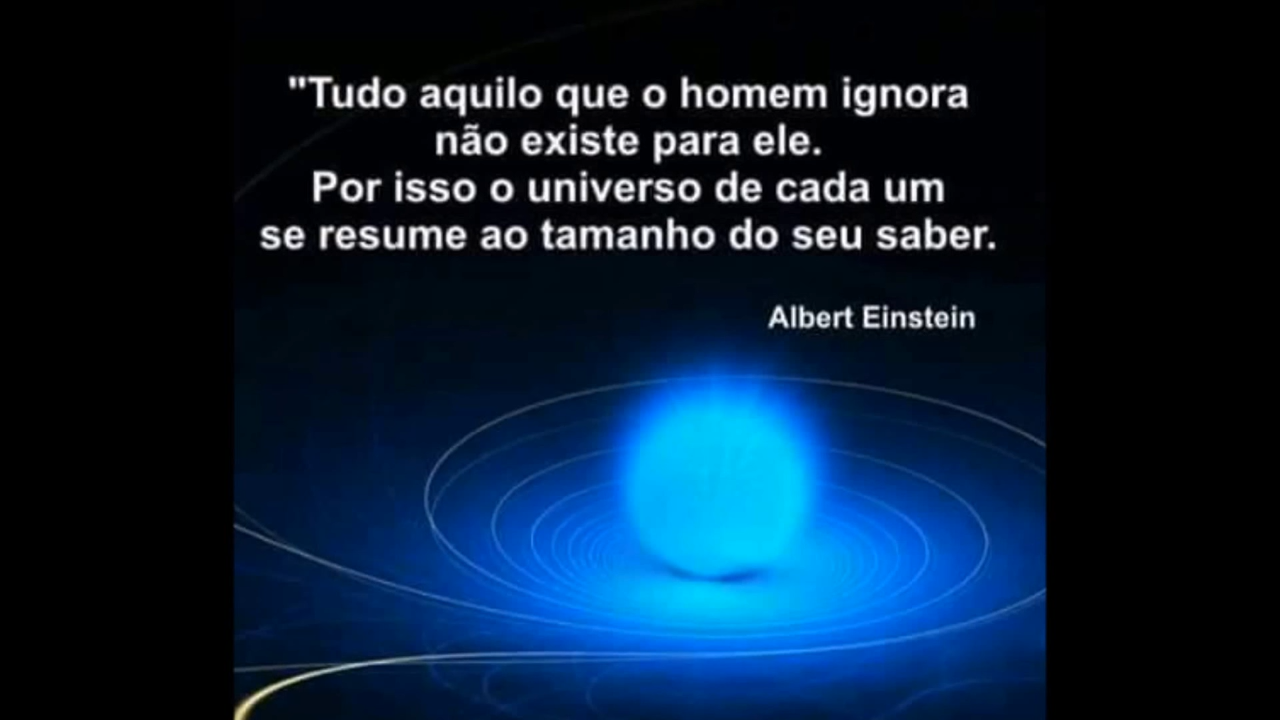 "Tudo aquilo que o homem ignora
não existe para ele.
Por isso o universo de cada um
se resume ao tamanho do seu saber.
Albert Einstein